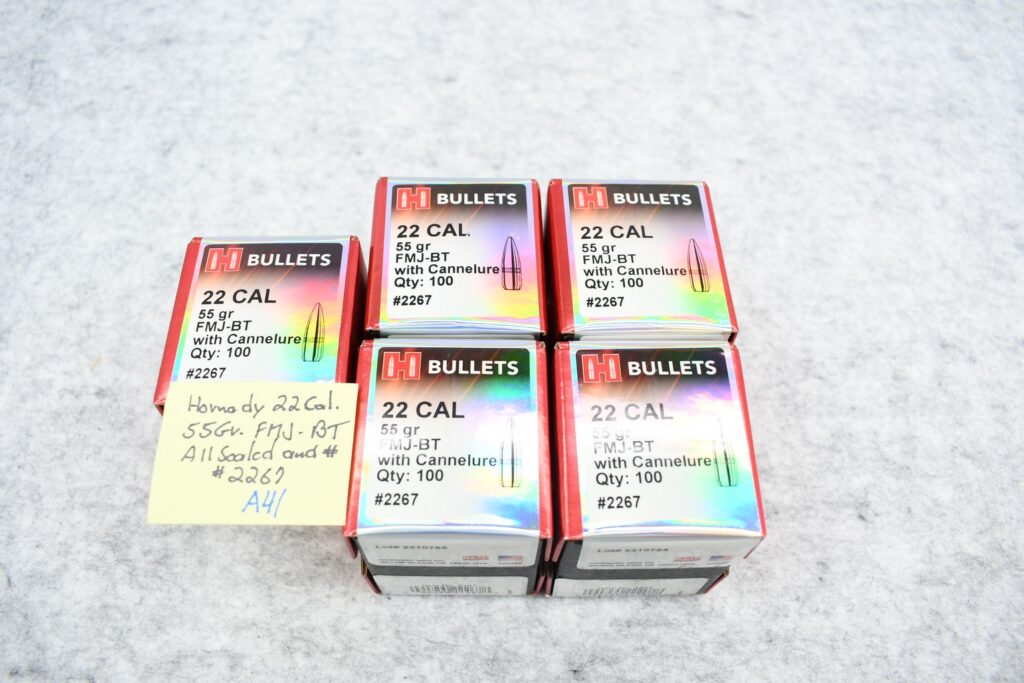 H BULLETS
22 CAL
55 gr
FMJ-BT
with Cannelure
Qty: 100
#2267
H BULLETS
22 CAL
55 gr
FMJ-BT
with Cannelure
Qty: 100
#2267
H BULLETS
22 CAL
55 gr
FMJ-BT
with Cannelure
Qty: 100
#2267
Hornady 22 Cal.
55Gr. FMJ-BT
All Sealed and #
#2267
A41
H BULLETS
22 CAL
55 gr
FMJ-BT
with Cannelure
Qty: 100
#2267
H BULLETS
22 CAL
55 gr
FMJ-BT
with Cannelure
Qty: 100
#2267